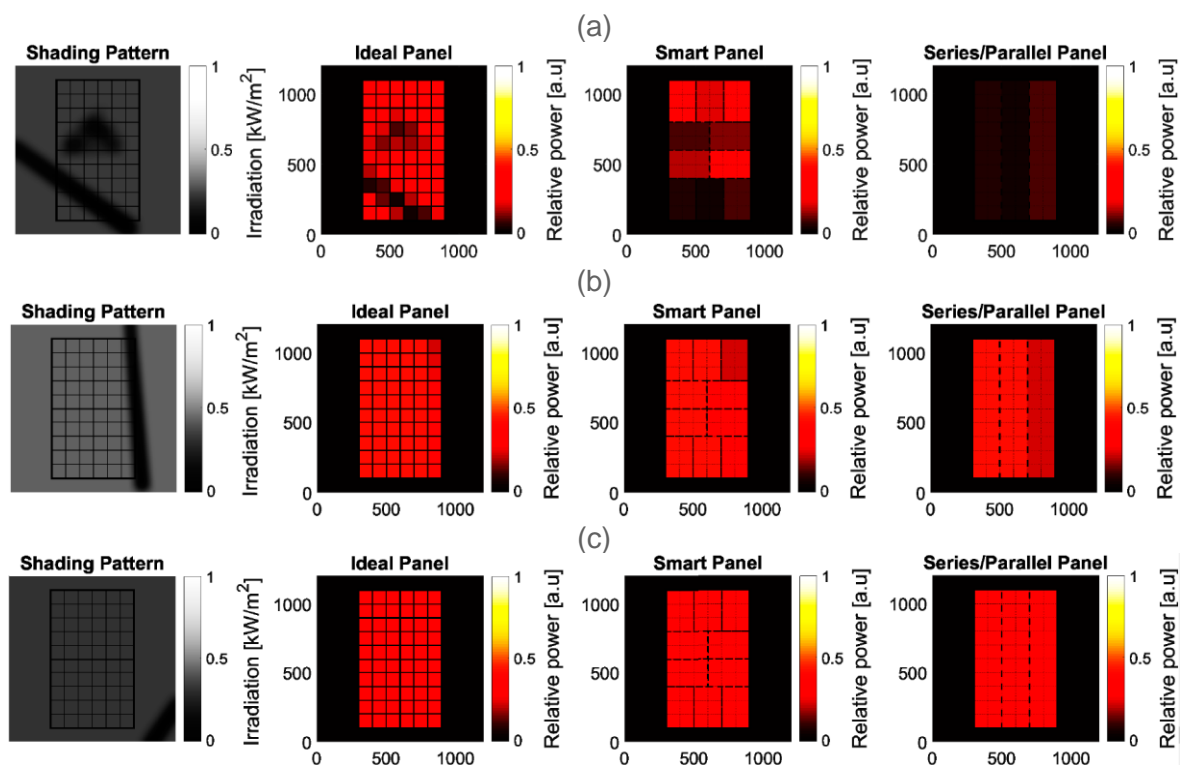 (a)
Shading Pattern Ideal Panel Smart Panel Series/Parallel Panel
1 0.5 0 Irradiation [kW/m²] 1000 500 0 0 500 1000 1 0.5 0 Relative power [a.u] 1000 500 0 0 500 1000 1 0.5 0 Relative power [a.u] 1000 500 0 0 500 1000 1 0.5 0 Relative power [a.u]
(b)
Shading Pattern Ideal Panel Smart Panel Series/Parallel Panel
1 0.5 0 Irradiation [kW/m²] 1000 500 0 0 500 1000 1 0.5 0 Relative power [a.u] 1000 500 0 0 500 1000 1 0.5 0 Relative power [a.u] 1000 500 0 0 500 1000 1 0.5 0 Relative power [a.u]
(c)
Shading Pattern Ideal Panel Smart Panel Series/Parallel Panel
1 0.5 0 Irradiation [kW/m²] 1000 500 0 0 500 1000 1 0.5 0 Relative power [a.u] 1000 500 0 0 500 1000 1 0.5 0 Relative power [a.u] 1000 500 0 0 500 1000 1 0.5 0 Relative power [a.u]